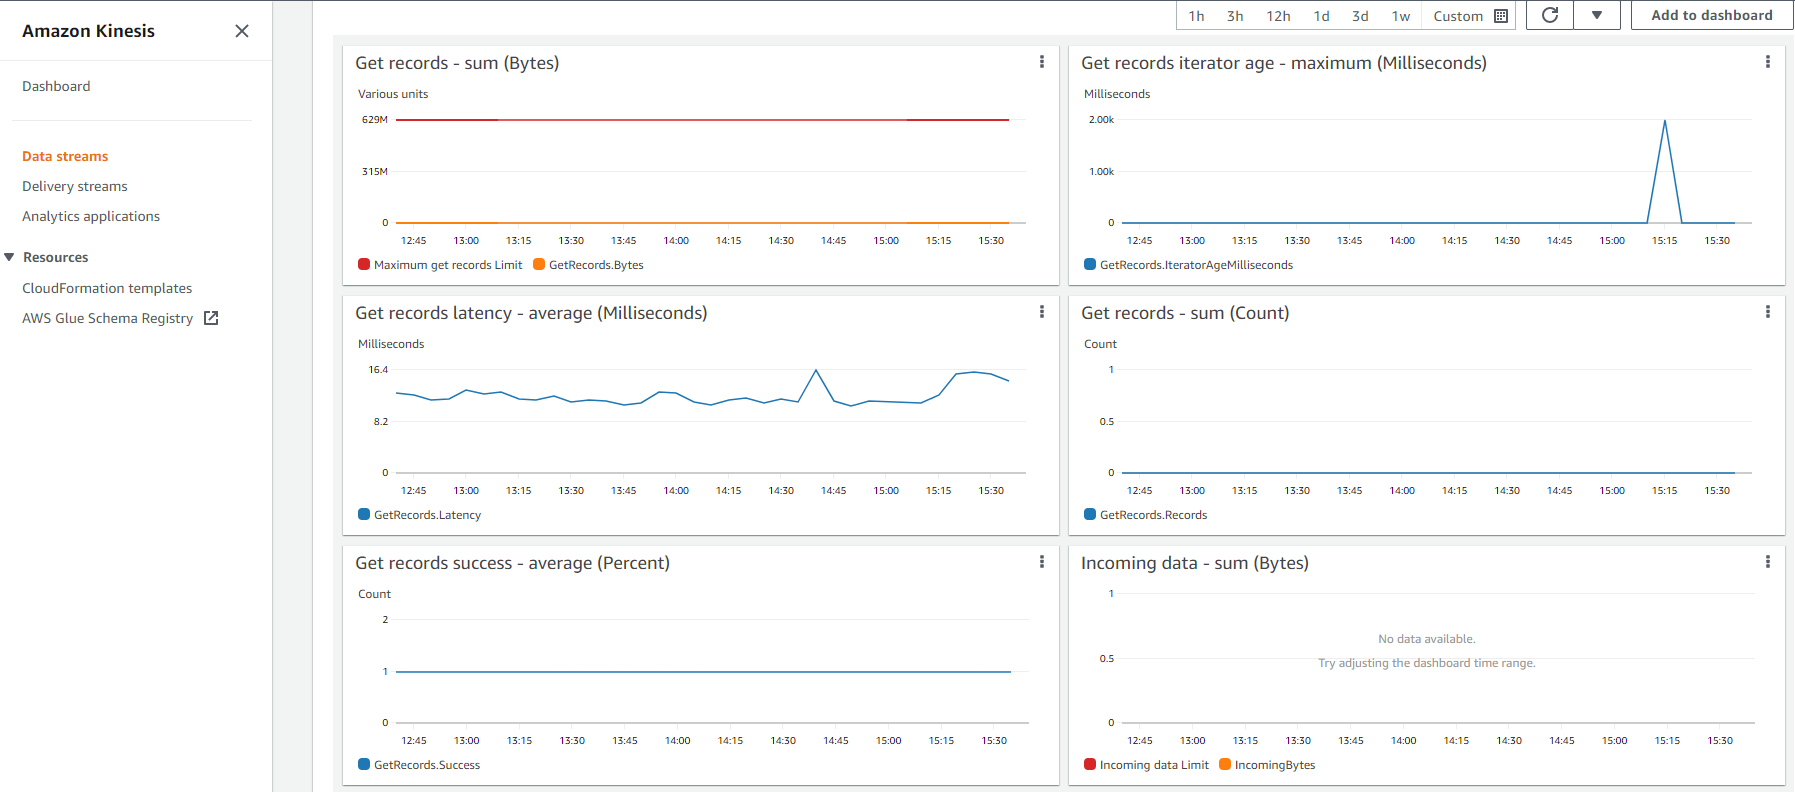 Amazon Kinesis
Dashboard
Data streams
Delivery streams
Analytics applications
Resources
CloudFormation templates
AWS Glue Schema Registry
1h 3h 12h 1d 3d 1w Custom
Add to dashboard
Get records - sum (Bytes)
Various units
629M
315M
0
12:45 13:00 13:15 13:30 13:45 14:00 14:15 14:30 14:45 15:00 15:15 15:30
Maximum get records Limit GetRecords.Bytes
Get records iterator age - maximum (Milliseconds)
Milliseconds
2.00k
1.00k
0
12:45 13:00 13:15 13:30 13:45 14:00 14:15 14:30 14:45 15:00 15:15 15:30
GetRecords.IteratorAgeMilliseconds
Get records latency - average (Milliseconds)
Milliseconds
16.4
8.2
0
12:45 13:00 13:15 13:30 13:45 14:00 14:15 14:30 14:45 15:00 15:15 15:30
GetRecords.Latency
Get records - sum (Count)
Count
1
0.5
0
12:45 13:00 13:15 13:30 13:45 14:00 14:15 14:30 14:45 15:00 15:15 15:30
GetRecords.Records
Get records success - average (Percent)
Count
2
1
0
12:45 13:00 13:15 13:30 13:45 14:00 14:15 14:30 14:45 15:00 15:15 15:30
GetRecords.Success
Incoming data - sum (Bytes)
1
No data available.
0.5
Try adjusting the dashboard time range.
0
12:45 13:00 13:15 13:30 13:45 14:00 14:15 14:30 14:45 15:00 15:15 15:30
Incoming data Limit IncomingBytes